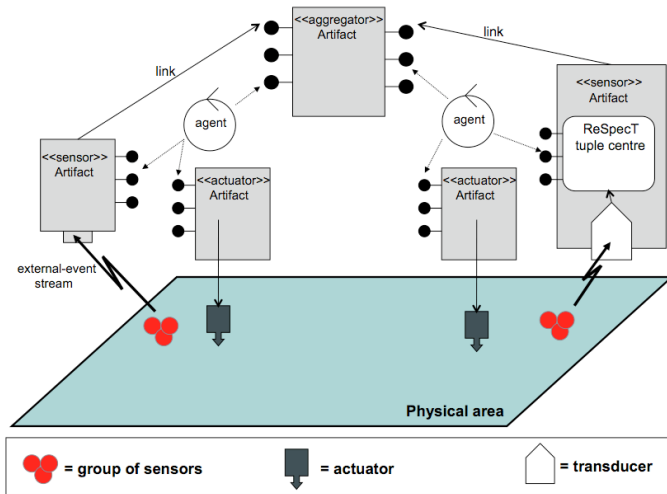 <<aggregator>>
Artifact
link
link
<<sensor>>
Artifact
agent
agent
ReSpecT
tuple centre
<<sensor>>
Artifact
<<actuator>>
Artifact
<<actuator>>
Artifact
external-event
stream
Physical area
= group of sensors
= actuator
= transducer